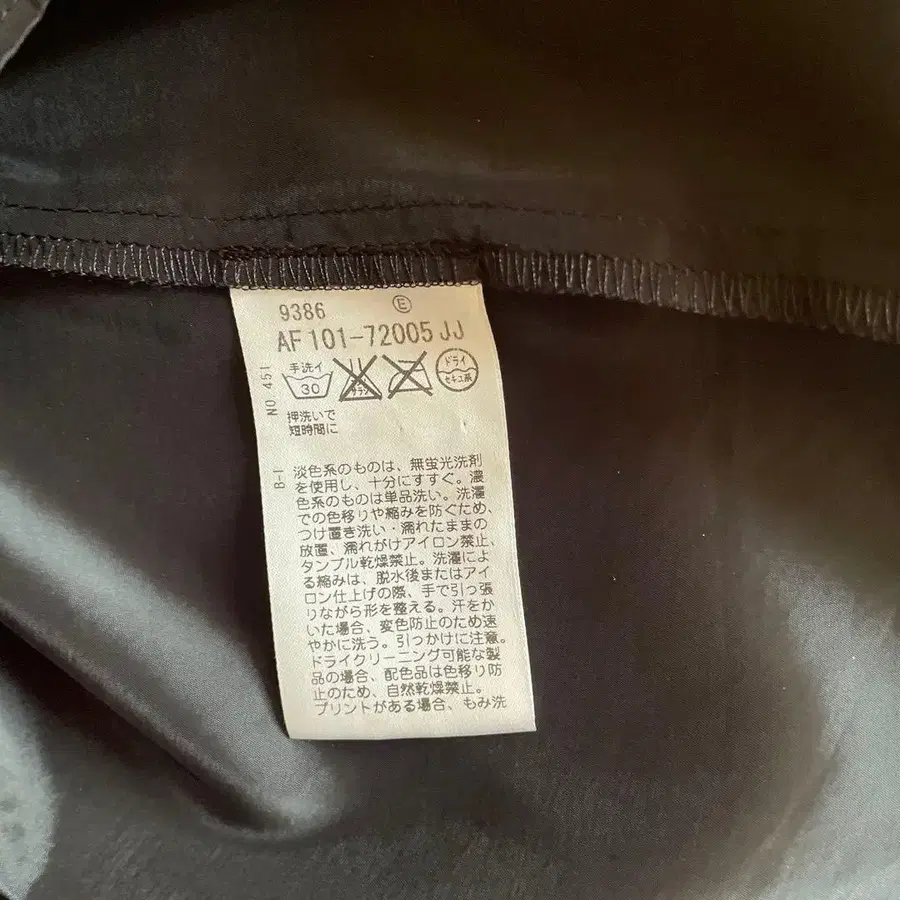 9386 Ⓔ
AF101-72005JJ
手洗イ
30
エンソ
サラシ
ドライ
セキユ系
NO.451
押洗いで
短時間に
B-1
淡色系のものは、無蛍光洗剤
を使用し、十分にすすぐ。濃
色系のものは単品洗い。洗濯
での色移りや縮みを防ぐため、
つけ置き洗い・濡れたままの
放置、濡れがけアイロン禁止、
タンブル乾燥禁止。洗濯によ
る縮みは、脱水後またはアイ
ロン仕上げの際、手で引っ張
りながら形を整える。汗をか
いた場合、変色防止のため速
やかに洗う。引っかけに注意。
ドライクリーニング可能な製
品の場合、配色品は色移り防
止のため、自然乾燥禁止。
プリントがある場合、もみ洗